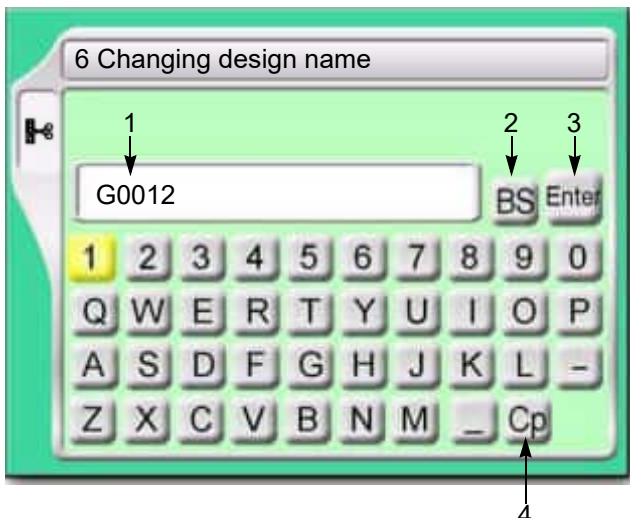 6 Changing design name
1 2 3
G0012 BS Enter
1 2 3 4 5 6 7 8 9 0
Q W E R T Y U I O P
A S D F G H J K L -
Z X C V B N M _ Cp
4